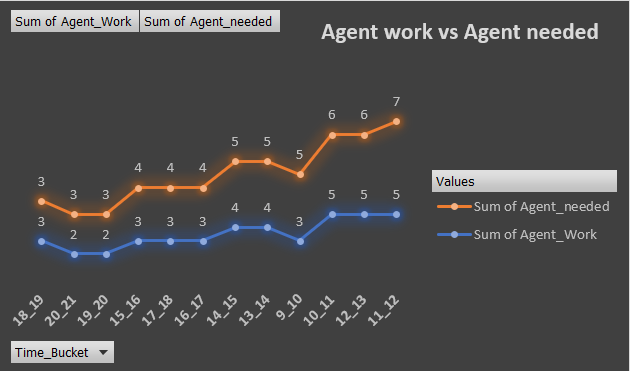 Sum of Agent_Work Sum of Agent_needed
Agent work vs Agent needed
7
6 6
5 5
5
4 4 4
3
3 3
5 5 5
4 4
3
3 3 3
3
2 2
18_19 20_21 19_20 15_16 17_18 16_17 14_15 13_14 9_10 10_11 12_13 11_12
Values
Sum of Agent_needed
Sum of Agent_Work
Time_Bucket